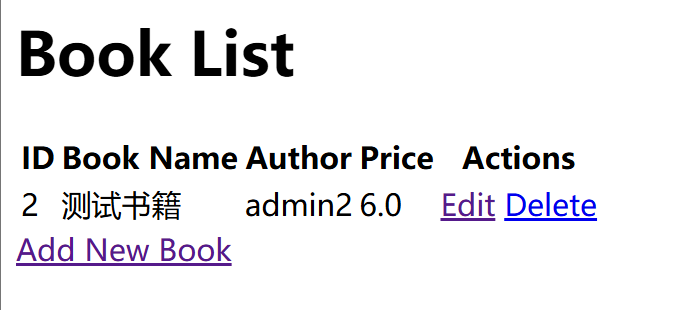 Book List
ID Book Name Author Price Actions
2 测试书籍 admin2 6.0 Edit Delete
Add New Book